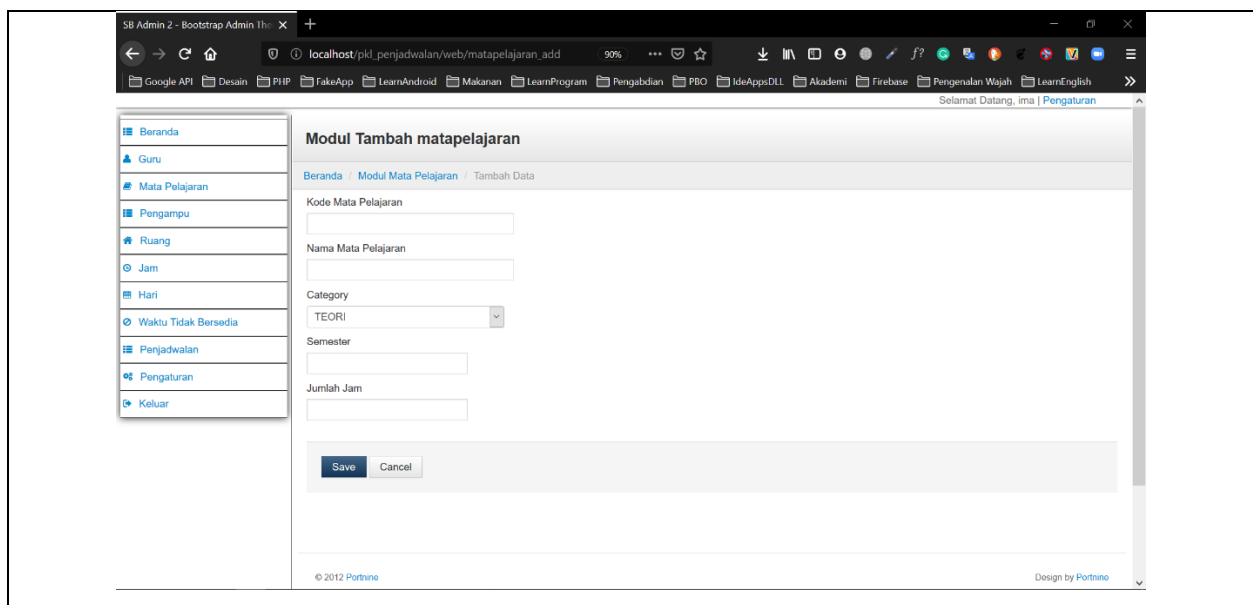 SB Admin 2 - Bootstrap Admin The
localhost/pkl_penjadwalan/web/matapelajaran_add 90%
Google API Desain PHP FakeApp LearnAndroid Makanan LearnProgram Pengabdian PBO IdeAppsDLL Akademi Firebase Pengenalan Wajah LearnEnglish
Selamat Datang, ima | Pengaturan
Beranda
Guru
Mata Pelajaran
Pengampu
Ruang
Jam
Hari
Waktu Tidak Bersedia
Penjadwalan
Pengaturan
Keluar
Modul Tambah matapelajaran
Beranda / Modul Mata Pelajaran / Tambah Data
Kode Mata Pelajaran
Nama Mata Pelajaran
Category
TEORI
Semester
Jumlah Jam
Save Cancel
© 2012 Portnine Design by Portnine